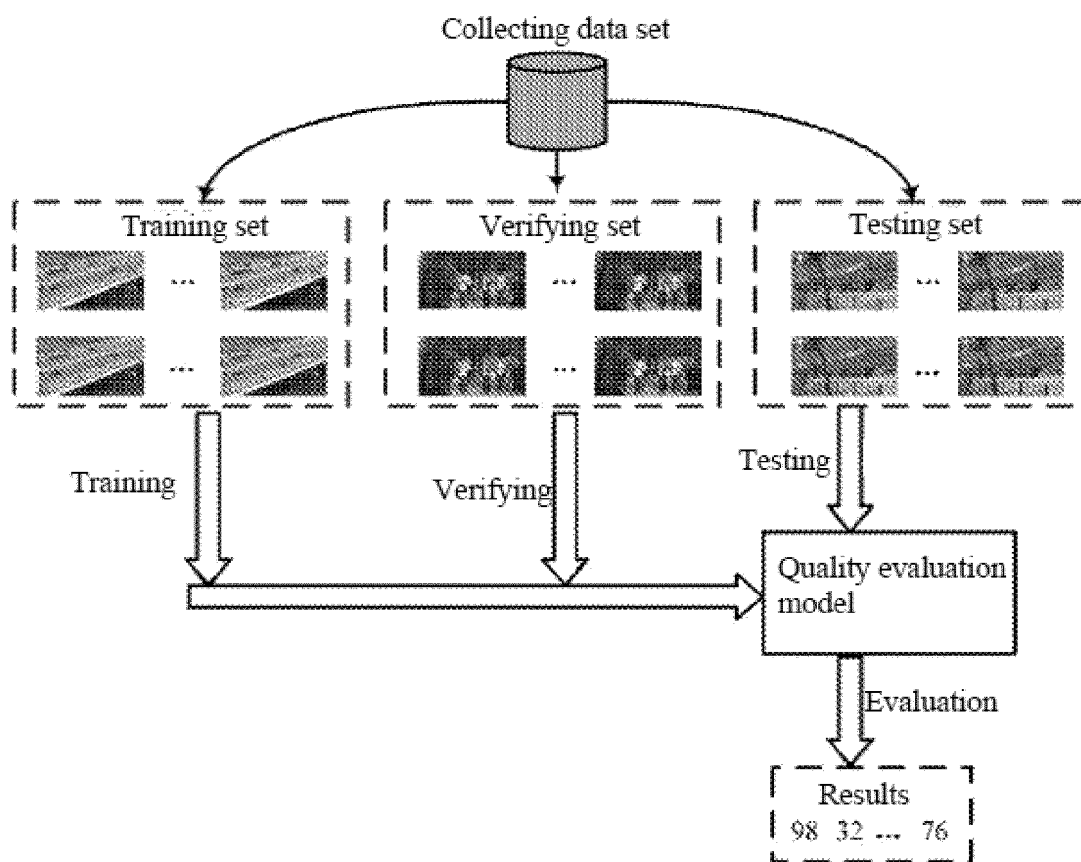 Collecting data set
Training set
Verifying set
Testing set
... ... ...
... ... ...
Training
Verifying
Testing
Quality evaluation
model
Evaluation
Results
98 32 ... 76